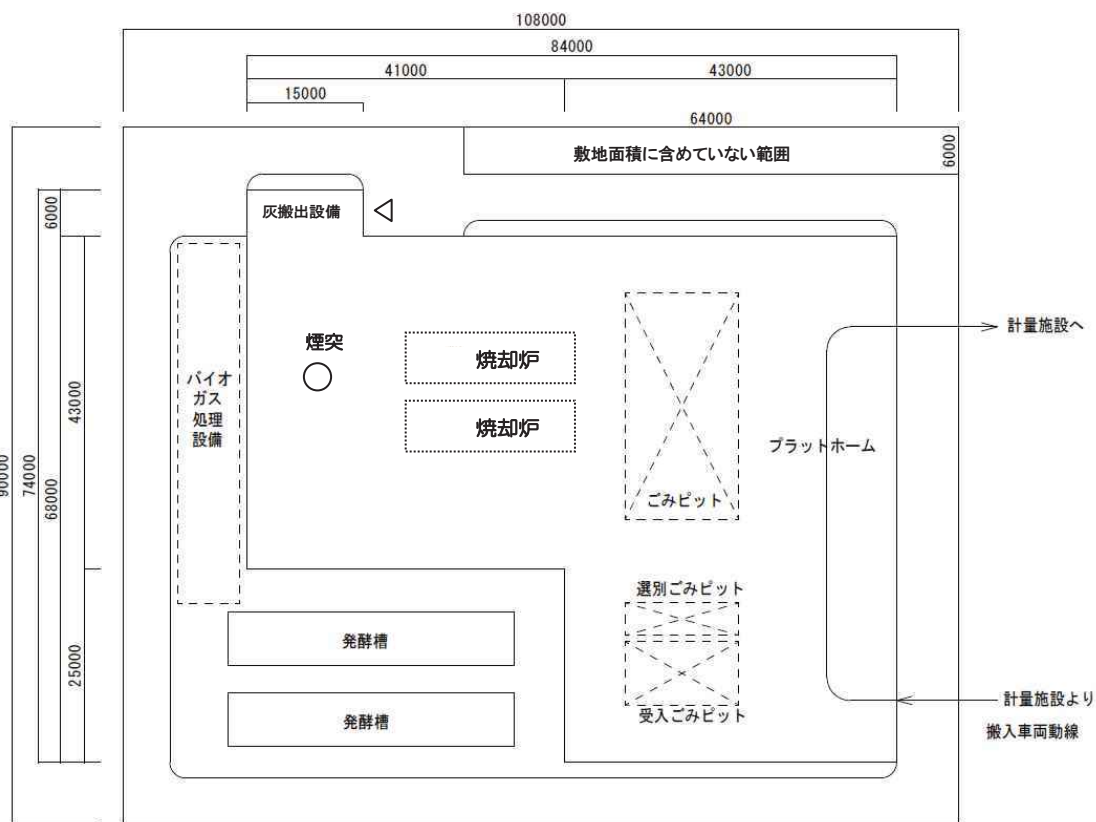 108000
84000
41000
43000
15000
64000
敷地面積に含めていない範囲
6000
6000
灰搬出設備
計量施設へ
煙突
焼却炉
バイオ
ガス
処理
設備
43000
焼却炉
プラットホーム
90000
74000
68000
ごみピット
選別ごみピット
発酵槽
25000
計量施設より
受入ごみピット
発酵槽
搬入車両動線